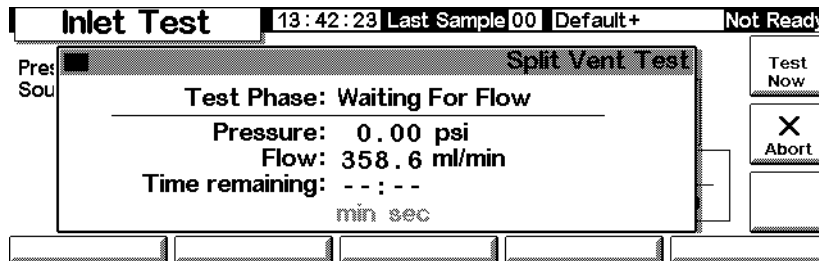 Inlet Test 13:42:23 Last Sample 00 Default+ Not Ready
Split Vent Test
Test Phase: Waiting For Flow
Pressure: 0.00 psi
Flow: 358.6 ml/min
Time remaining: --:--
min sec
Test
Now
Abort